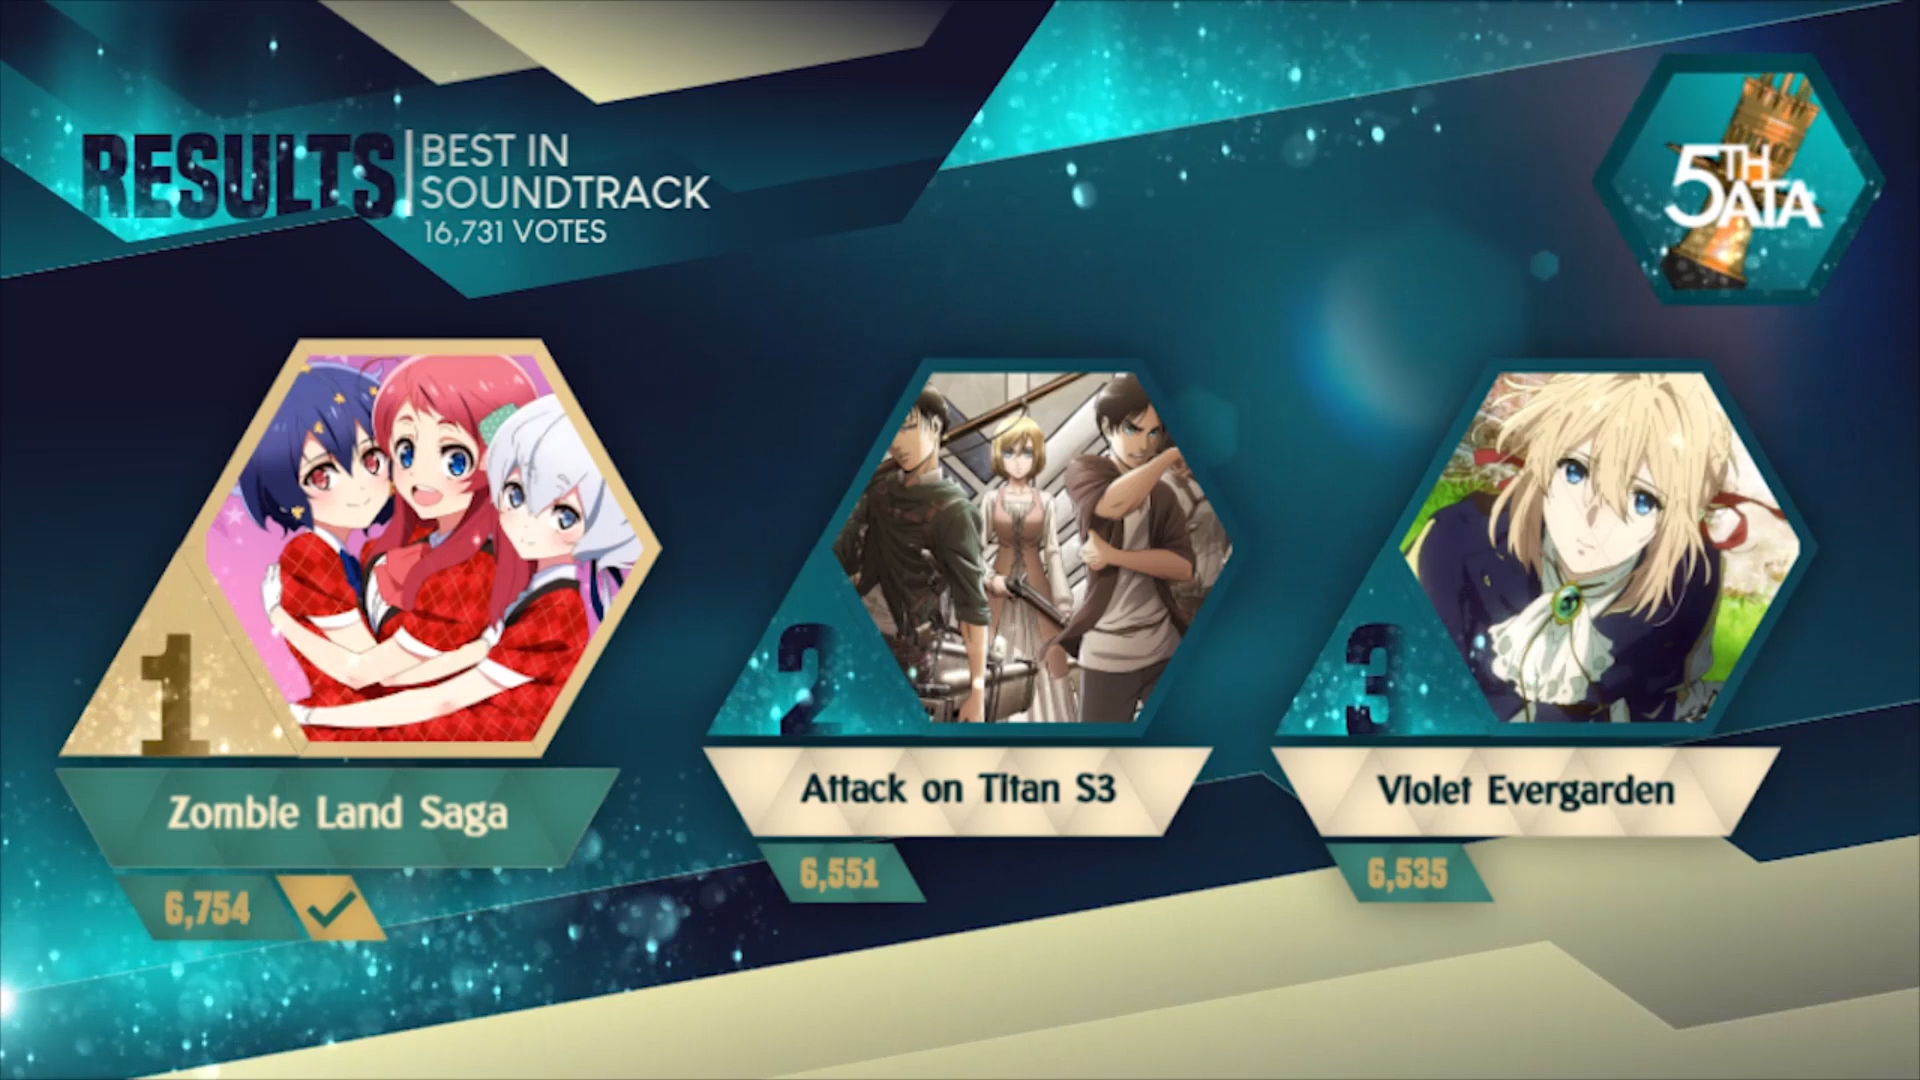 RESULTS
BEST IN
SOUNDTRACK
16,731 VOTES
5TH
ATA
1
2
3
Zombie Land Saga
Attack on Titan S3
Violet Evergarden
6,754
6,551
6,535